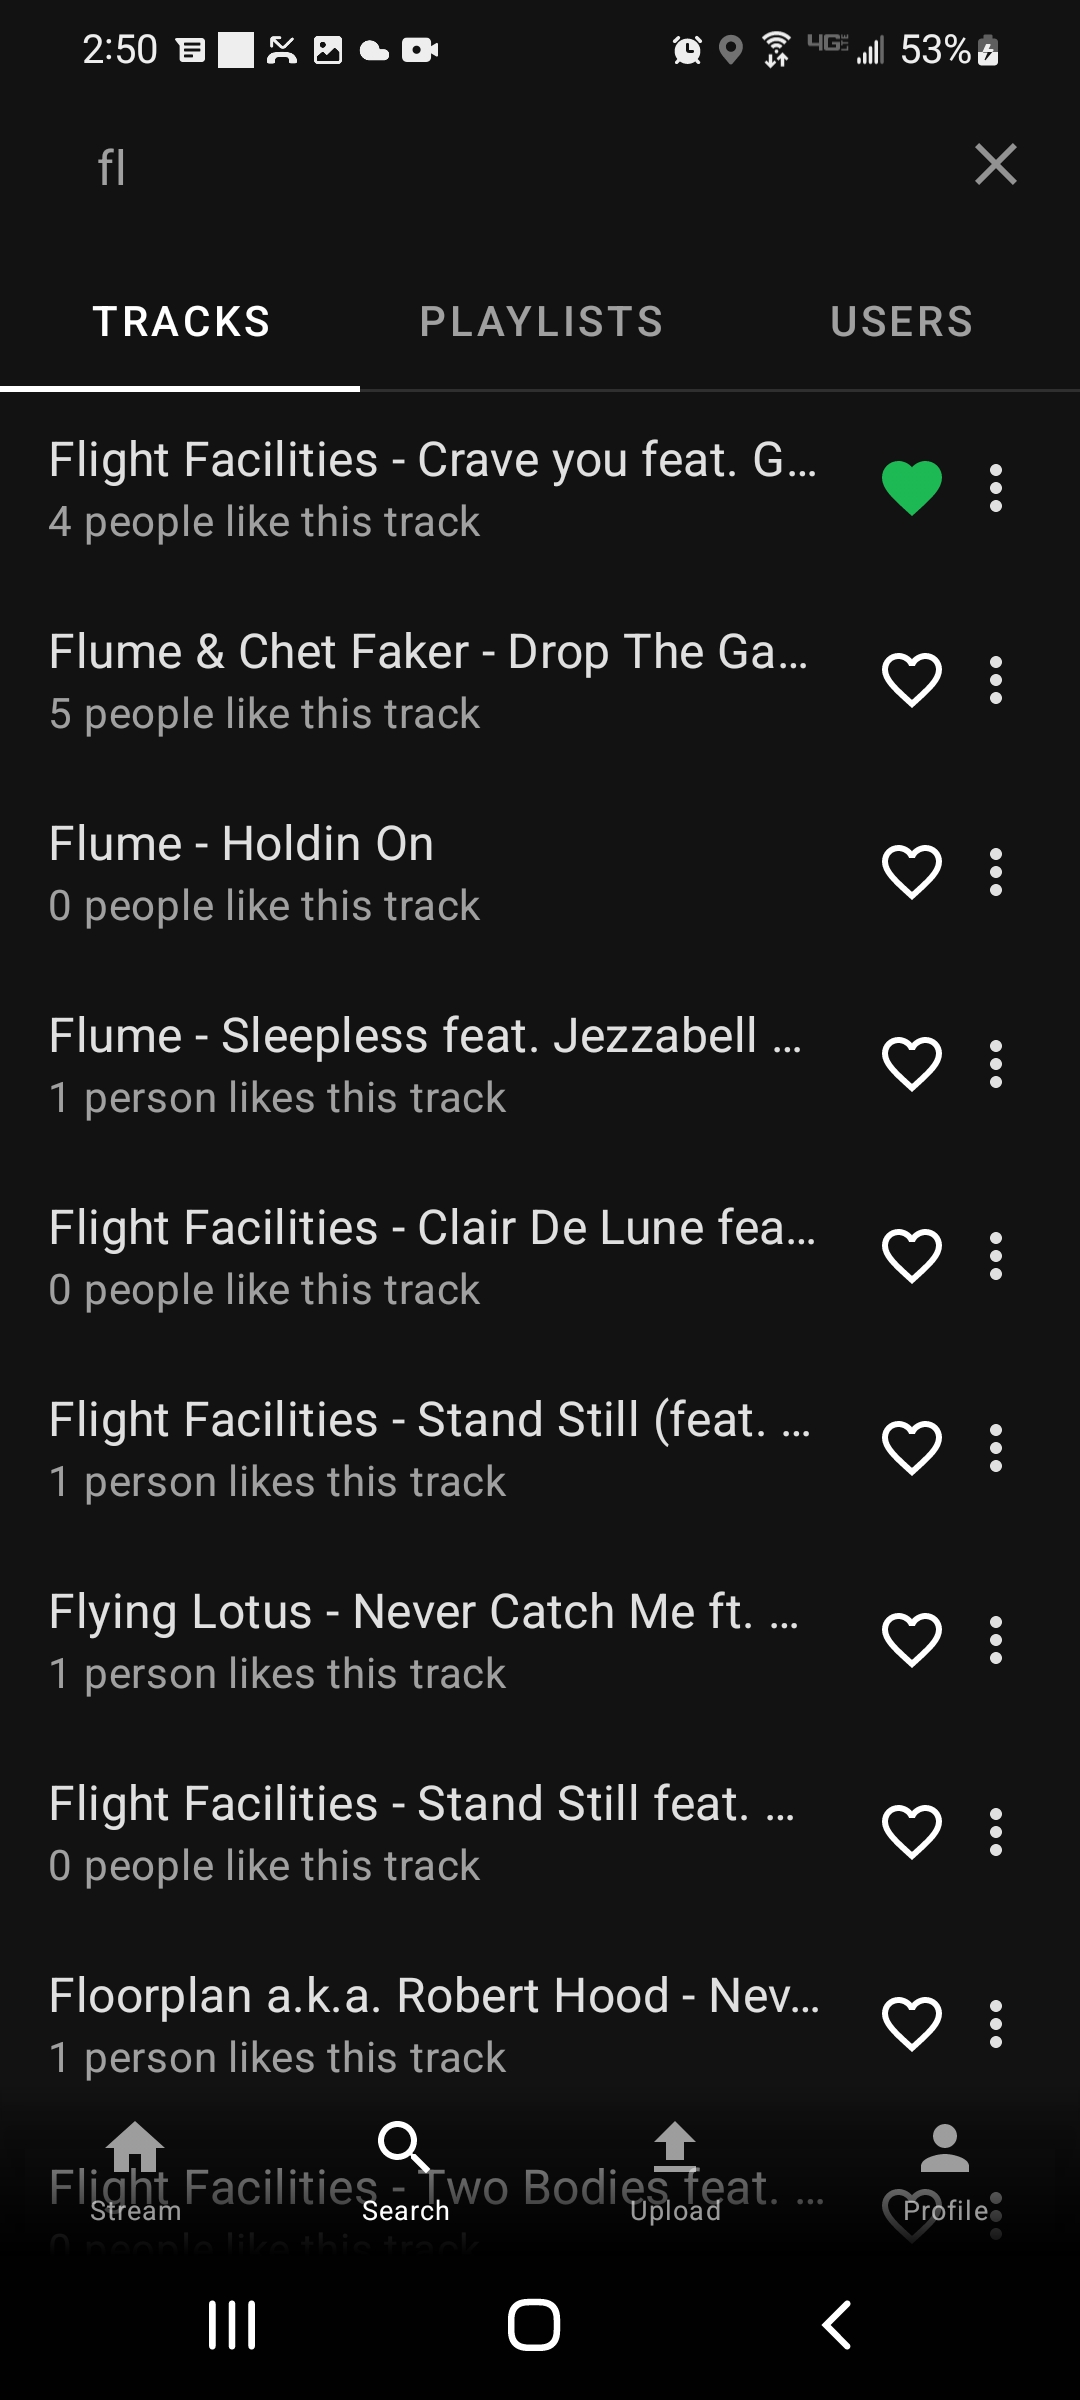 2:50 4G 53%
fl
TRACKS PLAYLISTS USERS
Flight Facilities - Crave you feat. G...
4 people like this track
Flume & Chet Faker - Drop The Ga...
5 people like this track
Flume - Holdin On
0 people like this track
Flume - Sleepless feat. Jezzabell ...
1 person likes this track
Flight Facilities - Clair De Lune fea...
0 people like this track
Flight Facilities - Stand Still (feat. ...
1 person likes this track
Flying Lotus - Never Catch Me ft. ...
1 person likes this track
Flight Facilities - Stand Still feat. ...
0 people like this track
Floorplan a.k.a. Robert Hood - Nev...
1 person likes this track
Flight Facilities - Two Bodies feat. ...
Stream Search Upload Profile
0 people like this track